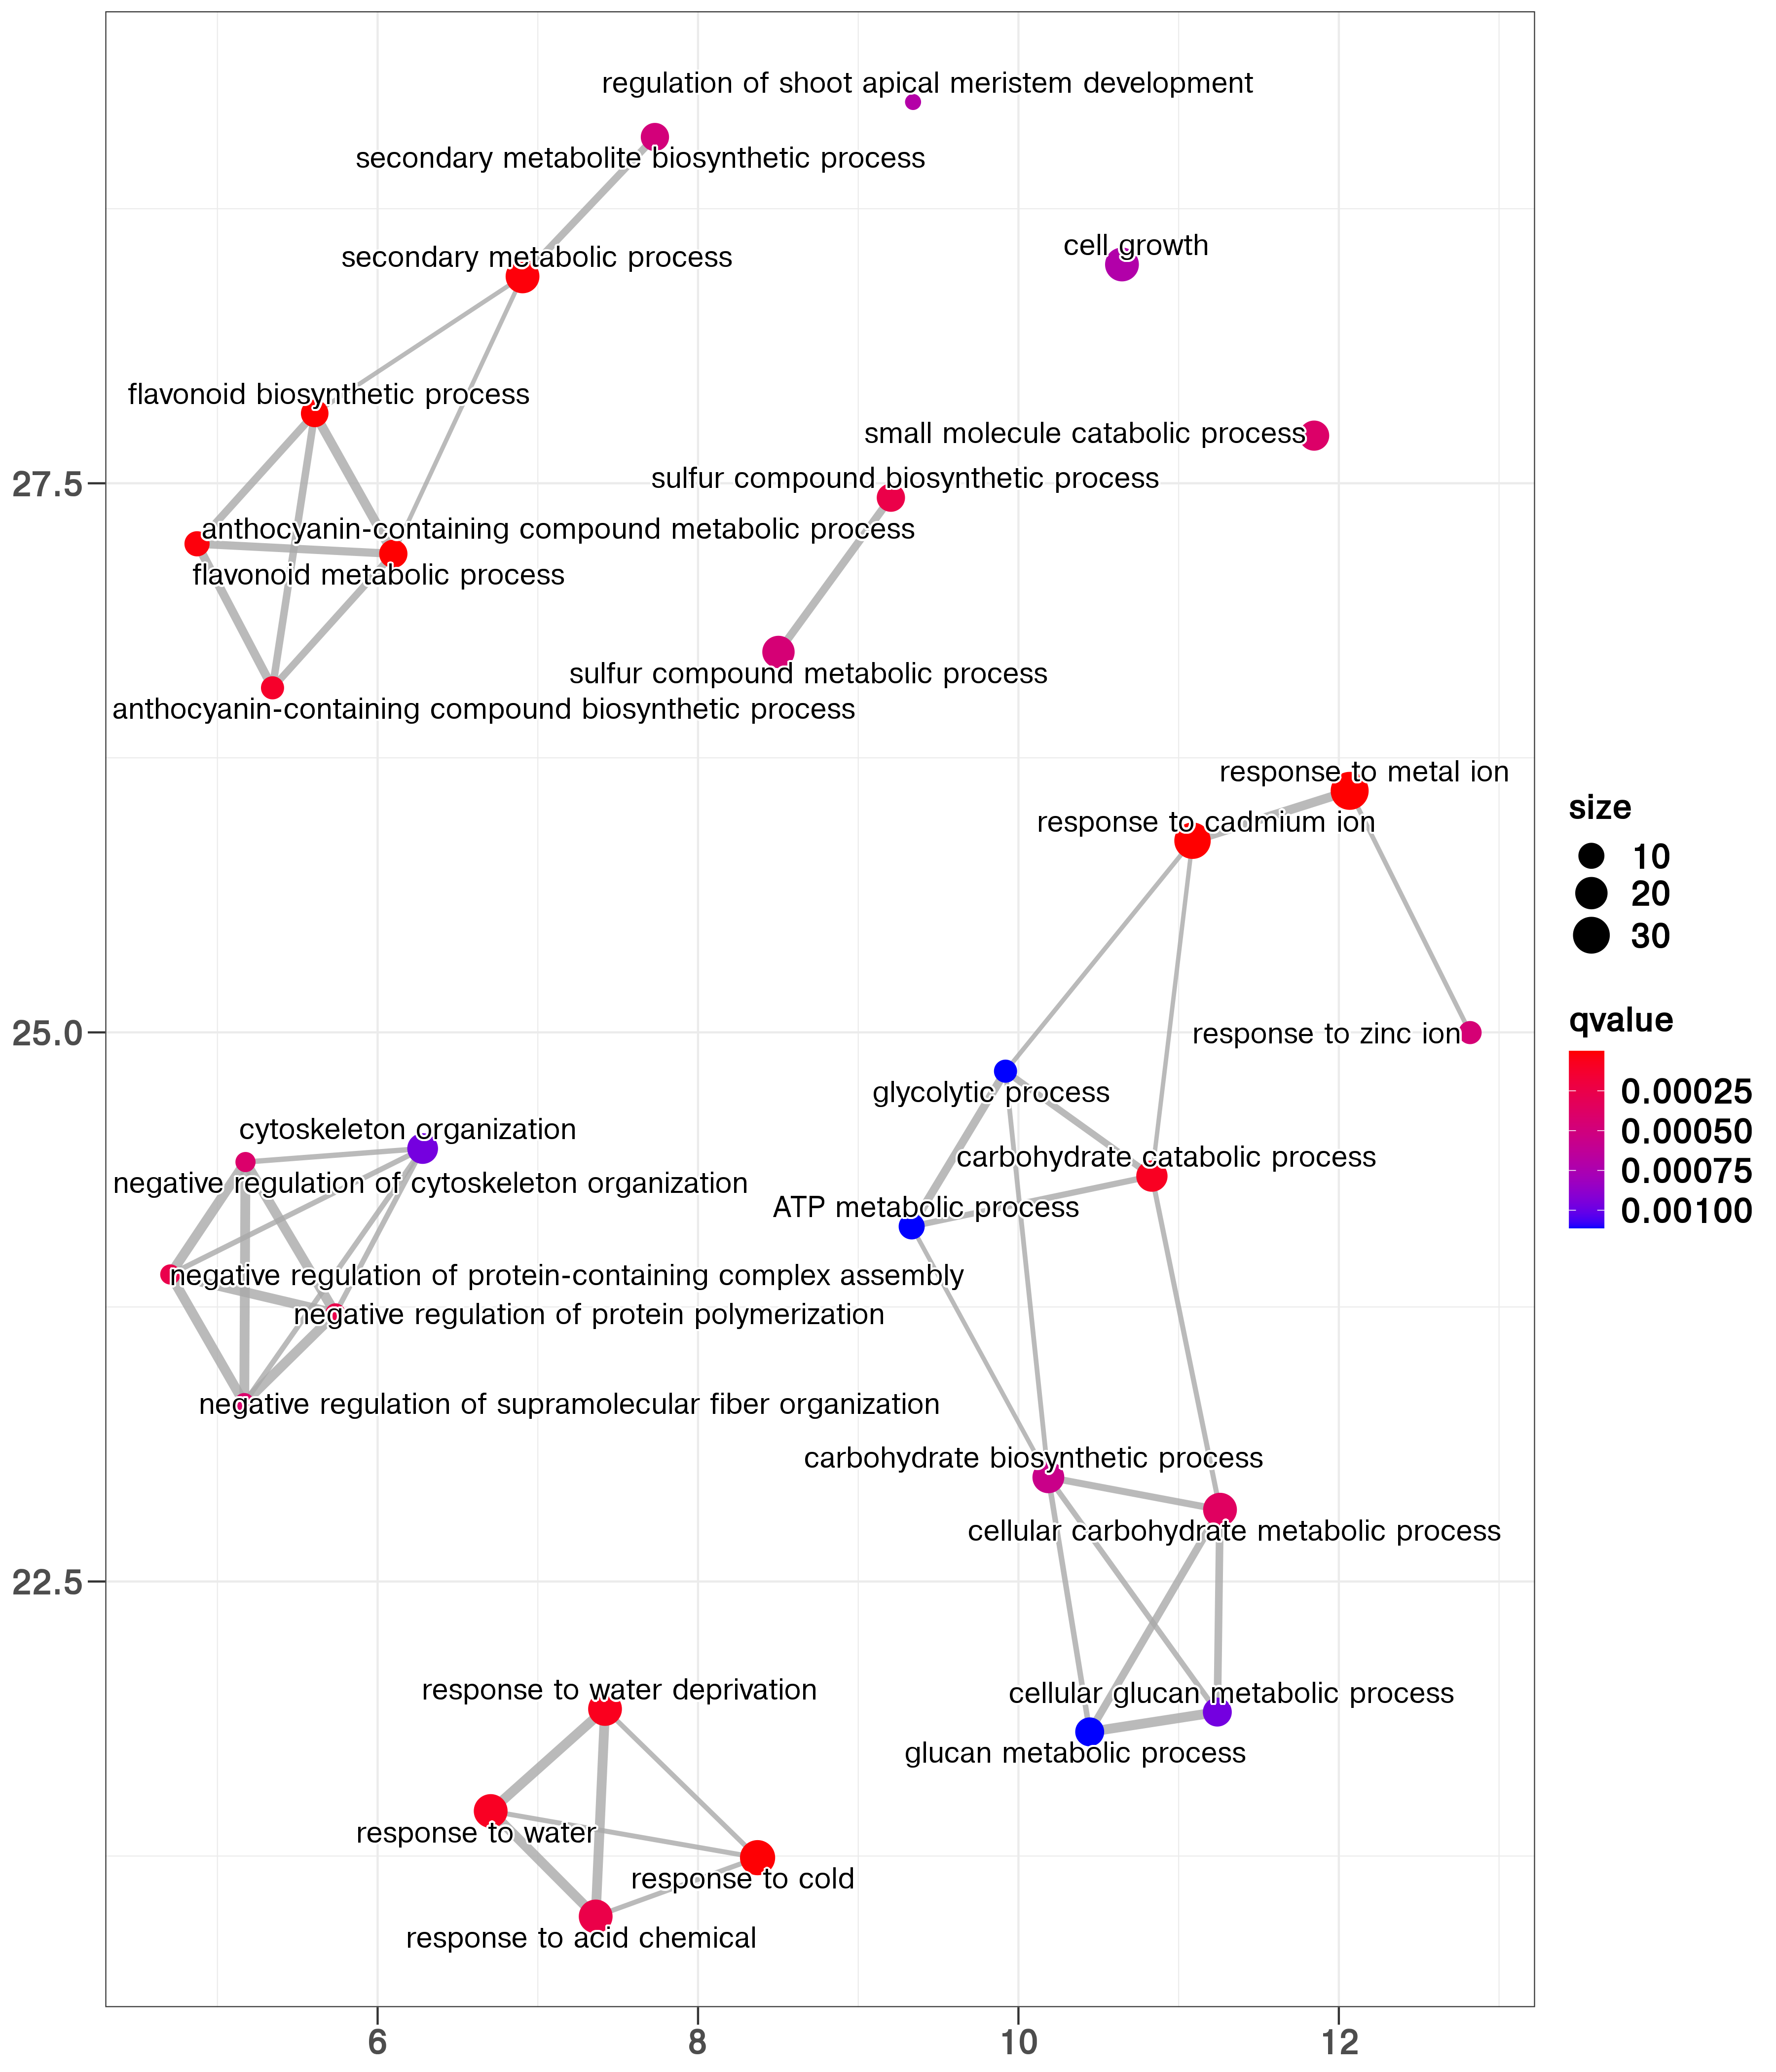 regulation of shoot apical meristem development
secondary metabolite biosynthetic process
cell growth
secondary metabolic process
flavonoid biosynthetic process
small molecule catabolic process
27.5
sulfur compound biosynthetic process
anthocyanin-containing compound metabolic process
flavonoid metabolic process
sulfur compound metabolic process
anthocyanin-containing compound biosynthetic process
response to metal ion
response to cadmium ion
25.0
response to zinc ion
glycolytic process
cytoskeleton organization
carbohydrate catabolic process
negative regulation of cytoskeleton organization
ATP metabolic process
negative regulation of protein-containing complex assembly
negative regulation of protein polymerization
negative regulation of supramolecular fiber organization
carbohydrate biosynthetic process
cellular carbohydrate metabolic process
22.5
response to water deprivation
cellular glucan metabolic process
glucan metabolic process
response to water
response to cold
response to acid chemical
6
8
10
12
size
10
20
30
qvalue
0.00025
0.00050
0.00075
0.00100